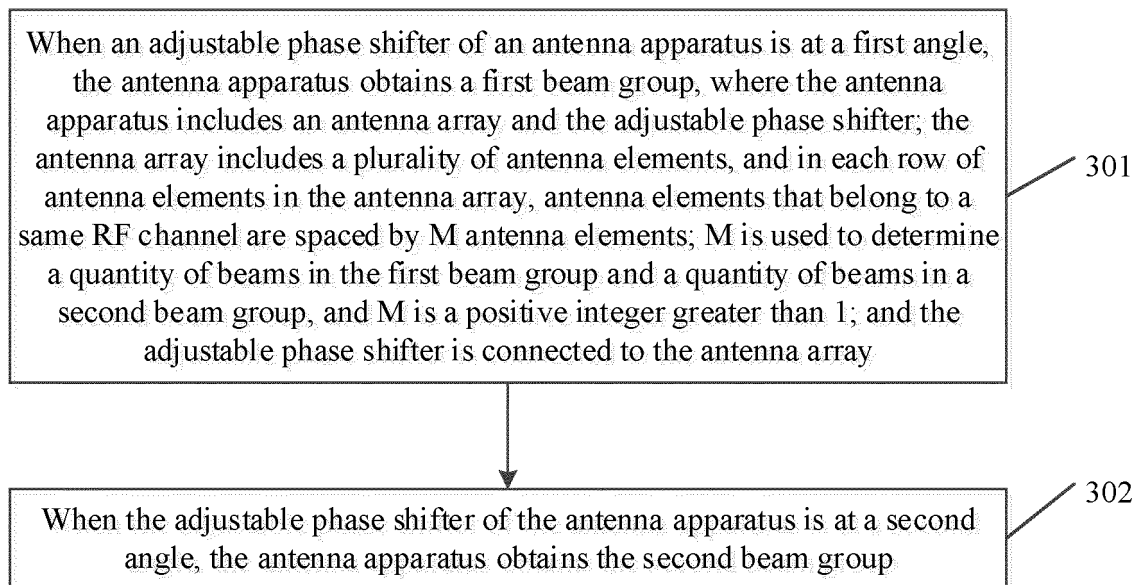 When an adjustable phase shifter of an antenna apparatus is at a first angle,
the antenna apparatus obtains a first beam group, where the antenna
apparatus includes an antenna array and the adjustable phase shifter; the
antenna array includes a plurality of antenna elements, and in each row of
antenna elements in the antenna array, antenna elements that belong to a
same RF channel are spaced by M antenna elements; M is used to determine
a quantity of beams in the first beam group and a quantity of beams in a
second beam group, and M is a positive integer greater than 1; and the
adjustable phase shifter is connected to the antenna array
301
When the adjustable phase shifter of the antenna apparatus is at a second
angle, the antenna apparatus obtains the second beam group
302